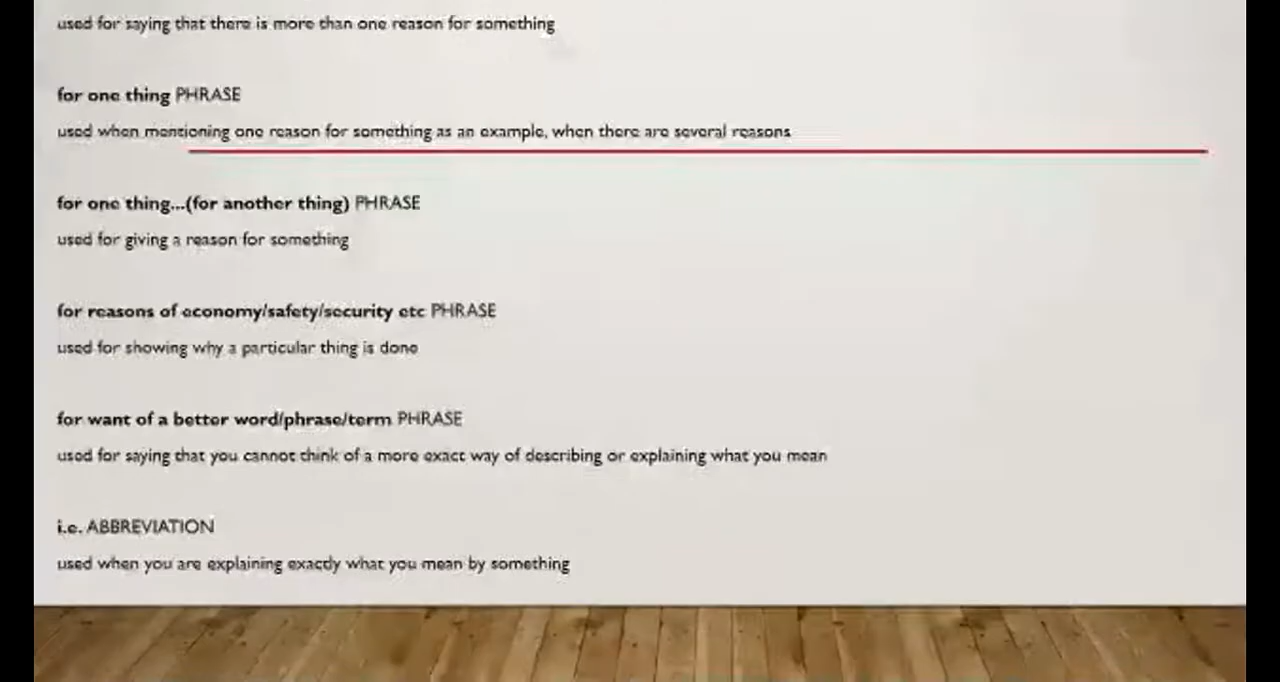 used for saying that there is more than one reason for something
for one thing PHRASE
used when mentioning one reason for something as an example, when there are several reasons
for one thing...(for another thing) PHRASE
used for giving a reason for something
for reasons of economy/safety/security etc PHRASE
used for showing why a particular thing is done
for want of a better word/phrase/term PHRASE
used for saying that you cannot think of a more exact way of describing or explaining what you mean
i.e. ABBREVIATION
used when you are explaining exactly what you mean by something